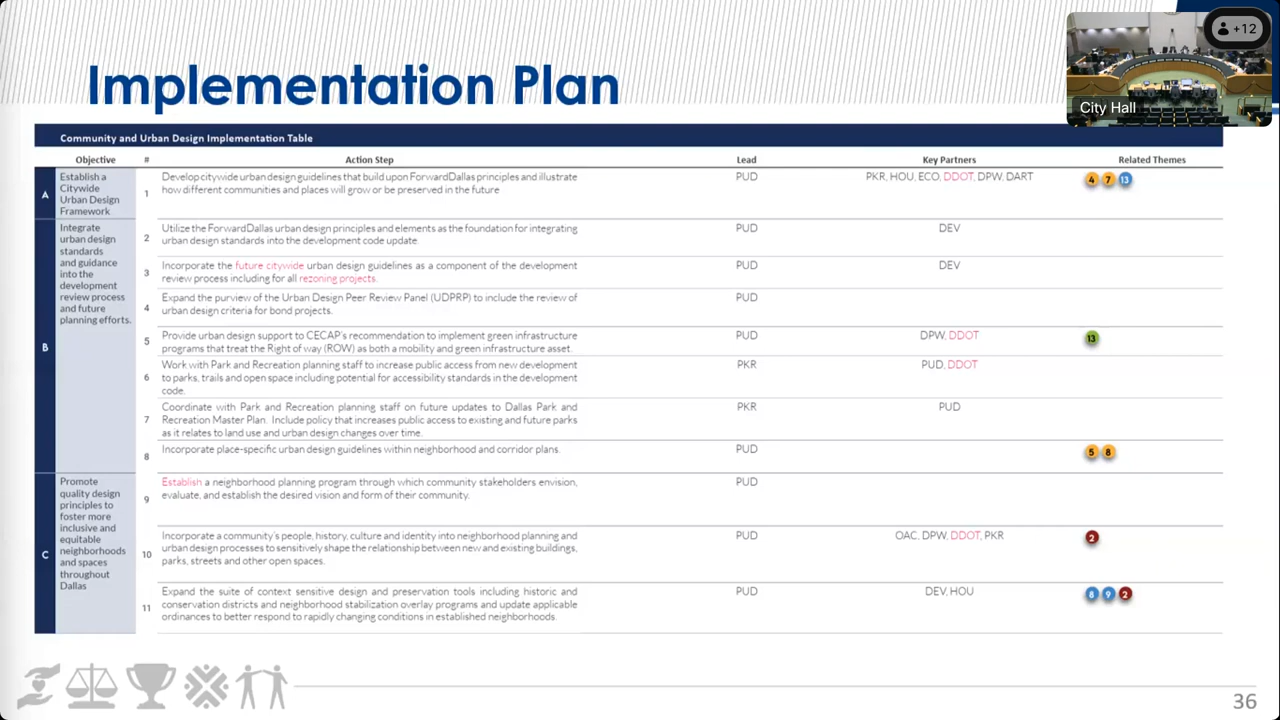 +12
City Hall
Implementation Plan
Community and Urban Design Implementation Table
Objective # Action Step Lead Key Partners Related Themes
A
Establish a
Citywide
Urban Design
Framework
1
Develop citywide urban design guidelines that build upon ForwardDallas principles and illustrate
how different communities and places will grow or be preserved in the future
PUD
PKR, HOU, ECO, DDOT, DPW, DART
4 7 13
B
Integrate
urban design
standards
and guidance
into the
development
review process
and future
planning efforts.
2
Utilize the ForwardDallas urban design principles and elements as the foundation for integrating
urban design standards into the development code update.
PUD
DEV
3
Incorporate the future citywide urban design guidelines as a component of the development
review process including for all rezoning projects.
PUD
DEV
4
Expand the purview of the Urban Design Peer Review Panel (UDPRP) to include the review of
urban design criteria for bond projects.
PUD
5
Provide urban design support to CECAP's recommendation to implement green infrastructure
programs that treat the Right of way (ROW) as both a mobility and green infrastructure asset.
PUD
DPW, DDOT
13
6
Work with Park and Recreation planning staff to increase public access from new development
to parks, trails and open space including potential for accessibility standards in the development
code.
PKR
PUD, DDOT
7
Coordinate with Park and Recreation planning staff on future updates to Dallas Park and
Recreation Master Plan. Include policy that increases public access to existing and future parks
as it relates to land use and urban design changes over time.
PKR
PUD
8
Incorporate place-specific urban design guidelines within neighborhood and corridor plans.
PUD
5 8
C
Promote
quality design
principles to
foster more
inclusive and
equitable
neighborhoods
and spaces
throughout
Dallas
9
Establish a neighborhood planning program through which community stakeholders envision,
evaluate, and establish the desired vision and form of their community.
PUD
10
Incorporate a community's people, history, culture and identity into neighborhood planning and
urban design processes to sensitively shape the relationship between new and existing buildings,
parks, streets and other open spaces.
PUD
OAC, DPW, DDOT, PKR
2
11
Expand the suite of context sensitive design and preservation tools including historic and
conservation districts and neighborhood stabilization overlay programs and update applicable
ordinances to better respond to rapidly changing conditions in established neighborhoods.
PUD
DEV, HOU
8 9 2
36